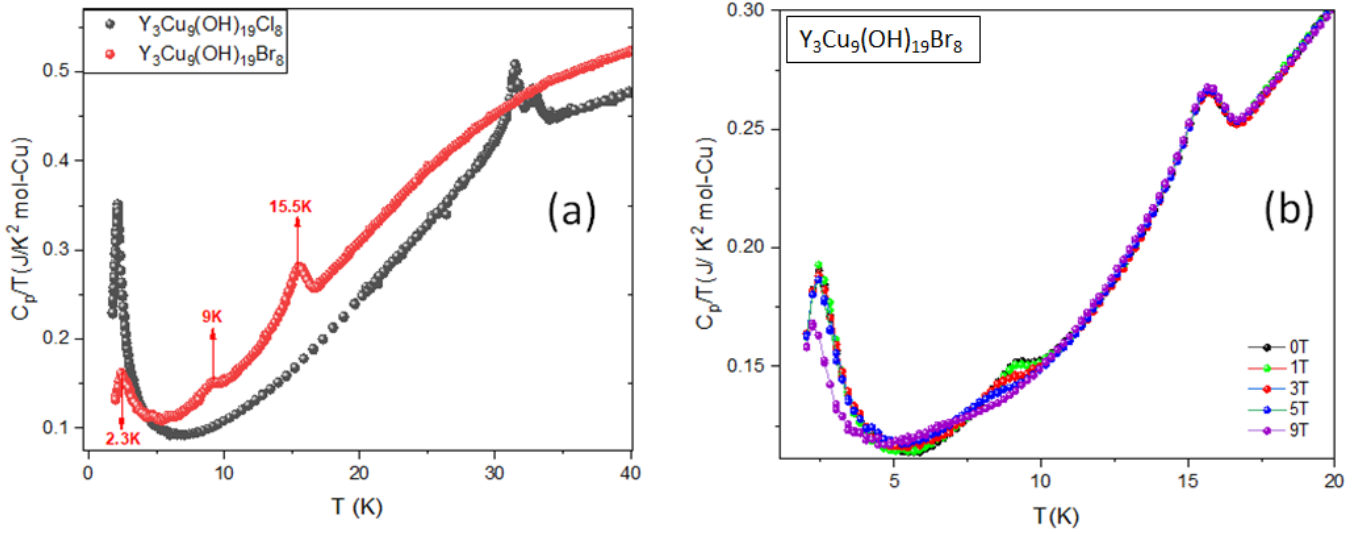 Y₃Cu₉(OH)₁₉Cl₈
Y₃Cu₉(OH)₁₉Br₈
0.5
0.4
0.3
0.2
0.1
Cₚ/T (J/K² mol-Cu)
15.5K
9K
2.3K
(a)
0 10 20 30 40
T (K)
Y₃Cu₉(OH)₁₉Br₈
0.30
0.25
0.20
0.15
Cₚ/T (J/ K² mol-Cu)
(b)
0T
1T
3T
5T
9T
5 10 15 20
T (K)